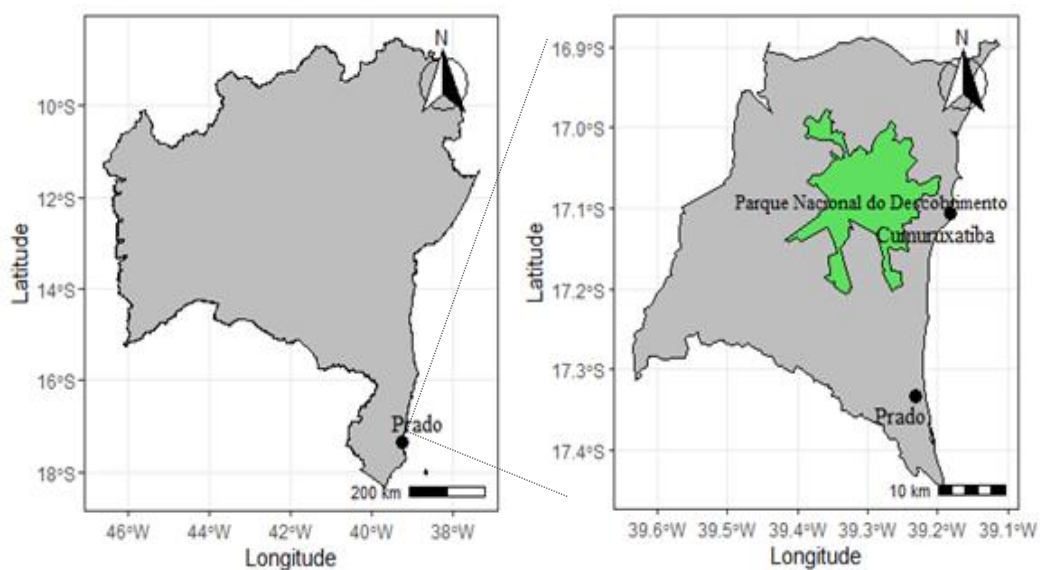 N
10°S
12°S
14°S
16°S
18°S
Latitude
Prado
200 km
46°W 44°W 42°W 40°W 38°W
Longitude
N
16.9°S
17.0°S
17.1°S
17.2°S
17.3°S
17.4°S
Latitude
Parque Nacional do Descobrimento
Cumuruxatiba
Prado
10 km
39.6°W 39.5°W 39.4°W 39.3°W 39.2°W 39.1°W
Longitude